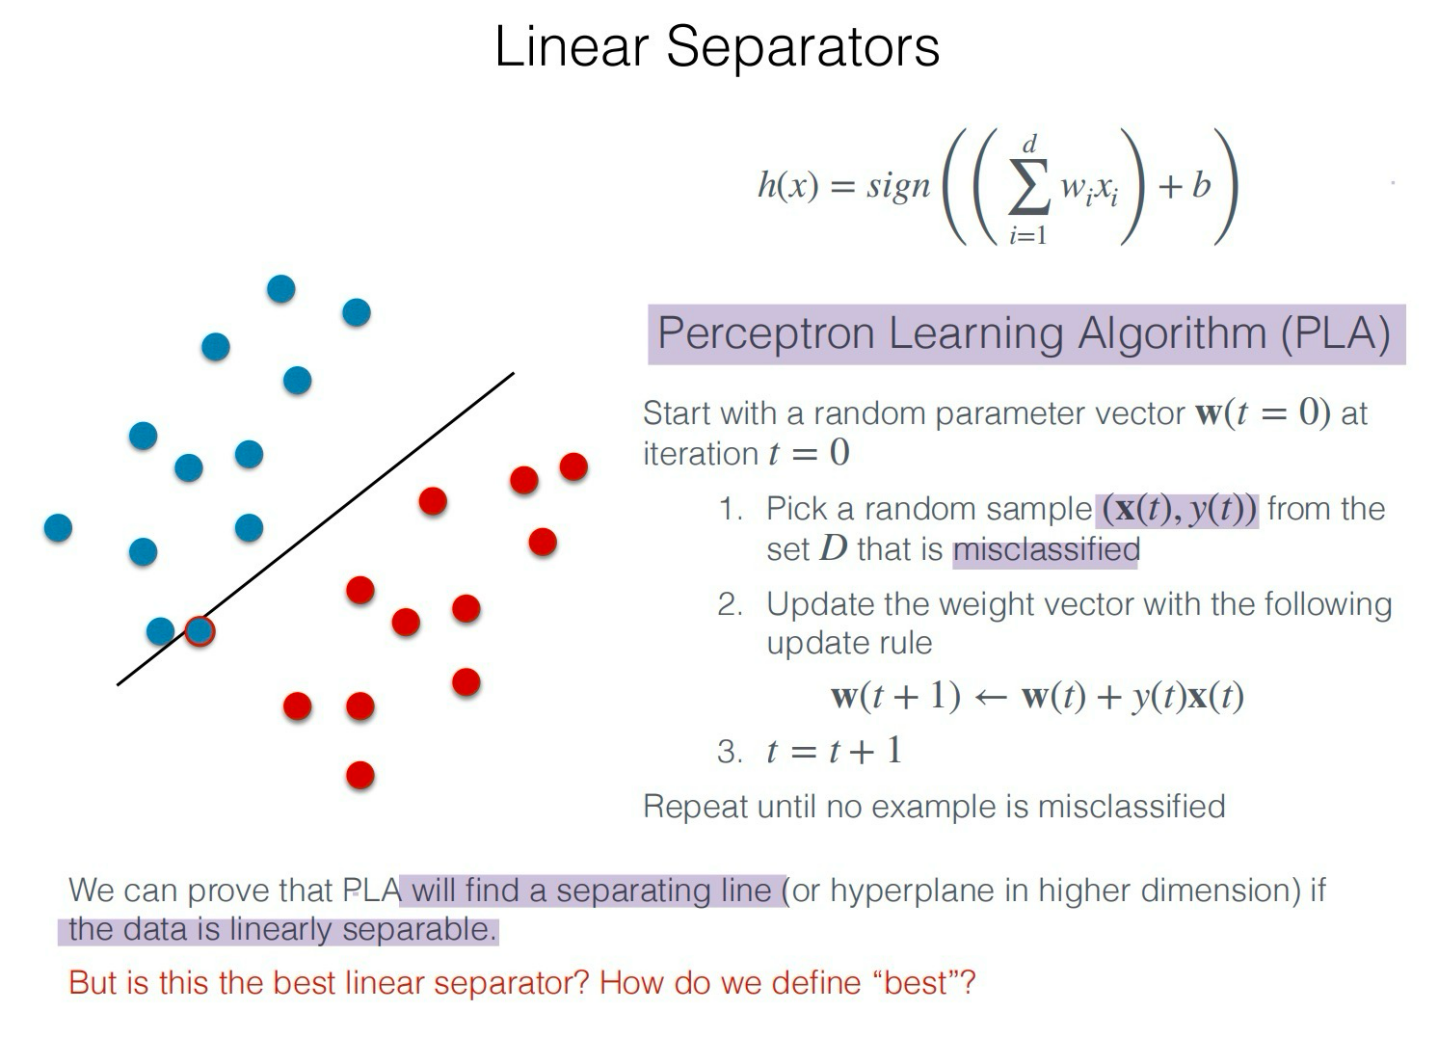 Linear Separators
h(x) = sign((∑_{i=1}^{d} w_i x_i) + b)
Perceptron Learning Algorithm (PLA)
Start with a random parameter vector w(t = 0) at
iteration t = 0
1. Pick a random sample (x(t), y(t)) from the
set D that is misclassified
2. Update the weight vector with the following
update rule
w(t + 1) ← w(t) + y(t)x(t)
3. t = t + 1
Repeat until no example is misclassified
We can prove that PLA will find a separating line (or hyperplane in higher dimension) if
the data is linearly separable.
But is this the best linear separator? How do we define “best”?